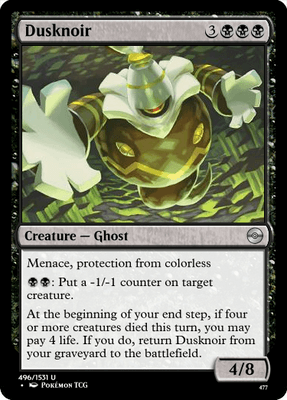 Dusknoir 3
Creature — Ghost
Menace, protection from colorless
: Put a -1/-1 counter on target
creature.
At the beginning of your end step, if four
or more creatures died this turn, you may
pay 4 life. If you do, return Dusknoir from
your graveyard to the battlefield.
4/8
496/1531 U
• Pokémon TCG
477